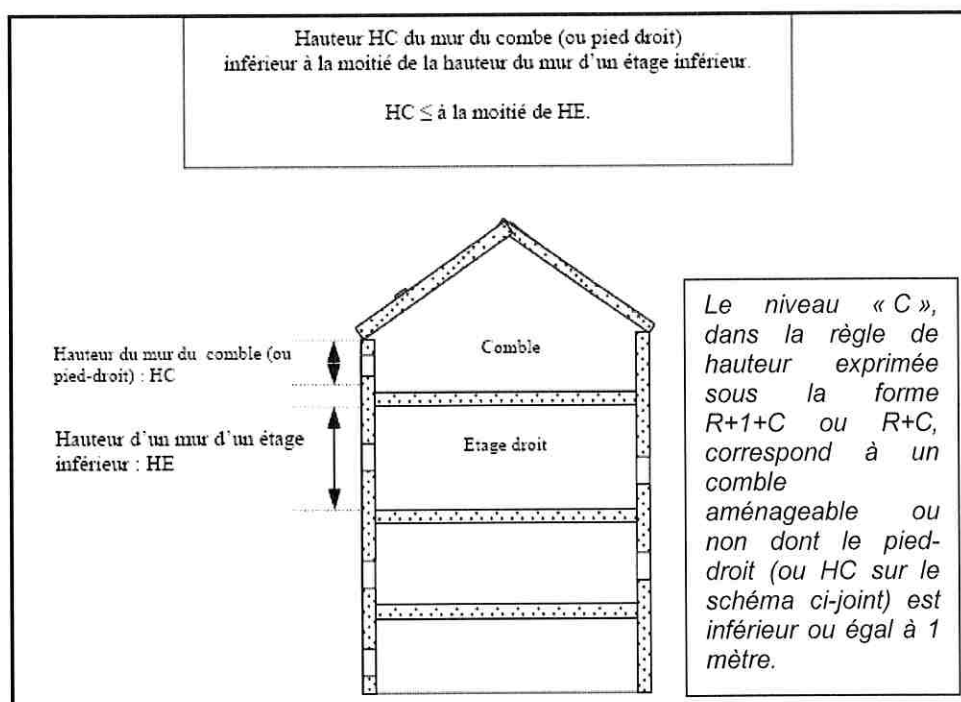 Hauteur HC du mur du combe (ou pied droit)
inférieur à la moitié de la hauteur du mur d'un étage inférieur.
HC ≤ à la moitié de HE.
Hauteur du mur du comble (ou
pied-droit) : HC
Comble
Hauteur d'un mur d'un étage
inférieur : HE
Etage droit
Le niveau « C »,
dans la règle de
hauteur exprimée
sous la forme
R+1+C ou R+C,
correspond à un
comble
aménageable ou
non dont le pied-
droit (ou HC sur le
schéma ci-joint) est
inférieur ou égal à 1
mètre.